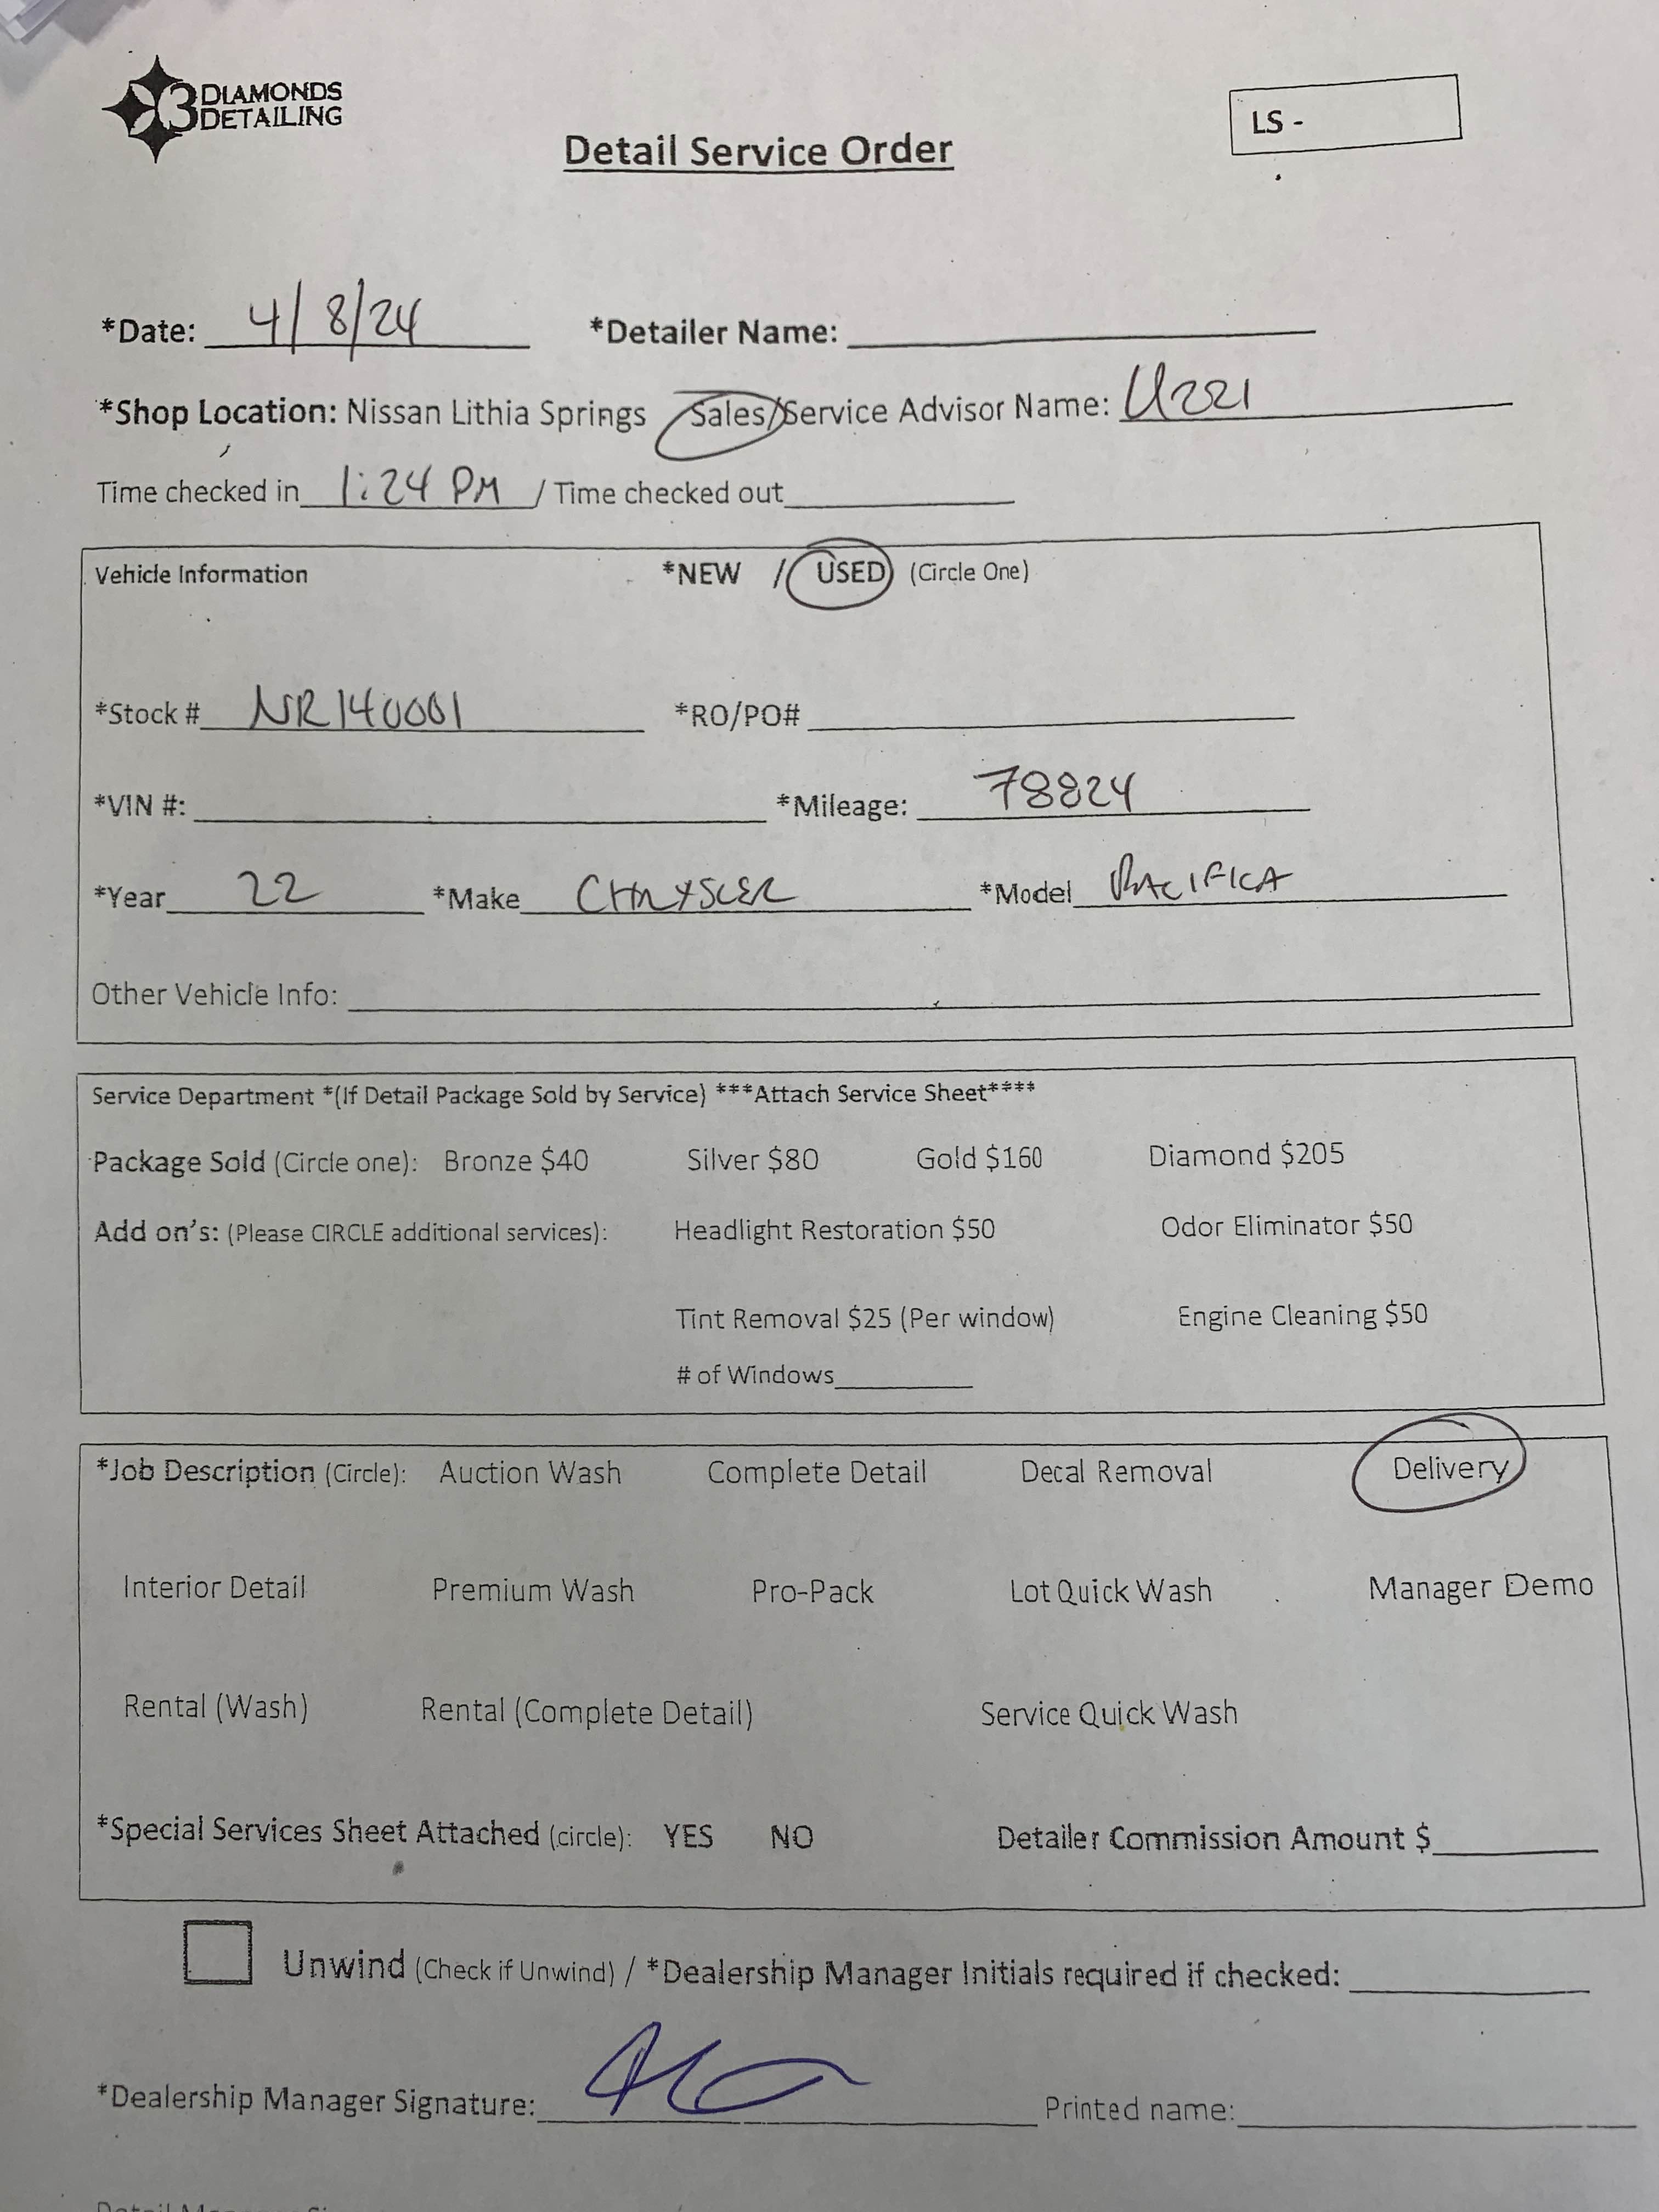 3 DIAMONDS
DETAILING
LS -
Detail Service Order
*Date: 4/8/24 *Detailer Name:
*Shop Location: Nissan Lithia Springs Sales/Service Advisor Name: Uzzi
Time checked in 1:24 PM / Time checked out
Vehicle Information *NEW / USED (Circle One)
*Stock # NR140001 *RO/PO#
*VIN #: *Mileage: 78824
*Year 22 *Make CHRYSLER *Model PACIFICA
Other Vehicle Info:
Service Department *(If Detail Package Sold by Service) ***Attach Service Sheet****
Package Sold (Circle one): Bronze $40 Silver $80 Gold $160 Diamond $205
Add on's: (Please CIRCLE additional services): Headlight Restoration $50 Odor Eliminator $50
Tint Removal $25 (Per window) Engine Cleaning $50
# of Windows
*Job Description (Circle): Auction Wash Complete Detail Decal Removal Delivery
Interior Detail Premium Wash Pro-Pack Lot Quick Wash Manager Demo
Rental (Wash) Rental (Complete Detail) Service Quick Wash
*Special Services Sheet Attached (circle): YES NO Detailer Commission Amount $
Unwind (Check if Unwind) / *Dealership Manager Initials required if checked:
*Dealership Manager Signature: Printed name: